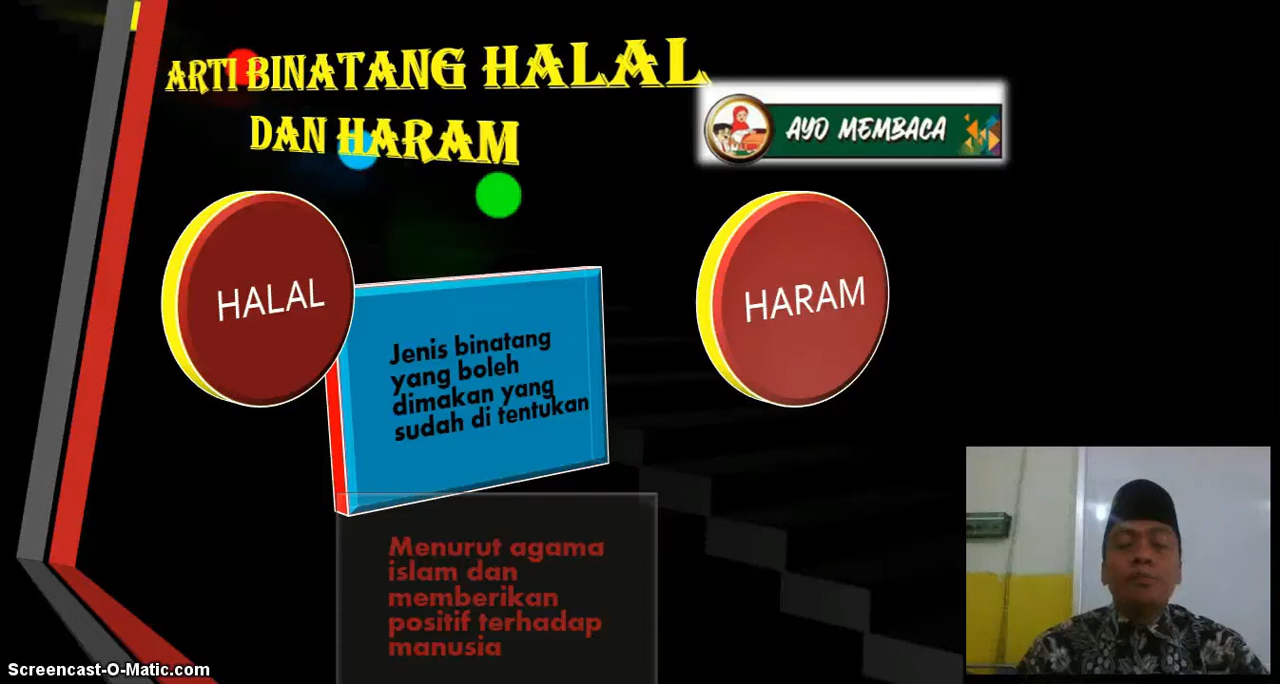 ARTI BINATANG HALAL
DAN HARAM
AYO MEMBACA
HALAL
HARAM
Jenis binatang
yang boleh
dimakan yang
sudah di tentukan
Menurut agama
islam dan
memberikan
positif terhadap
manusia
Screencast-O-Matic.com